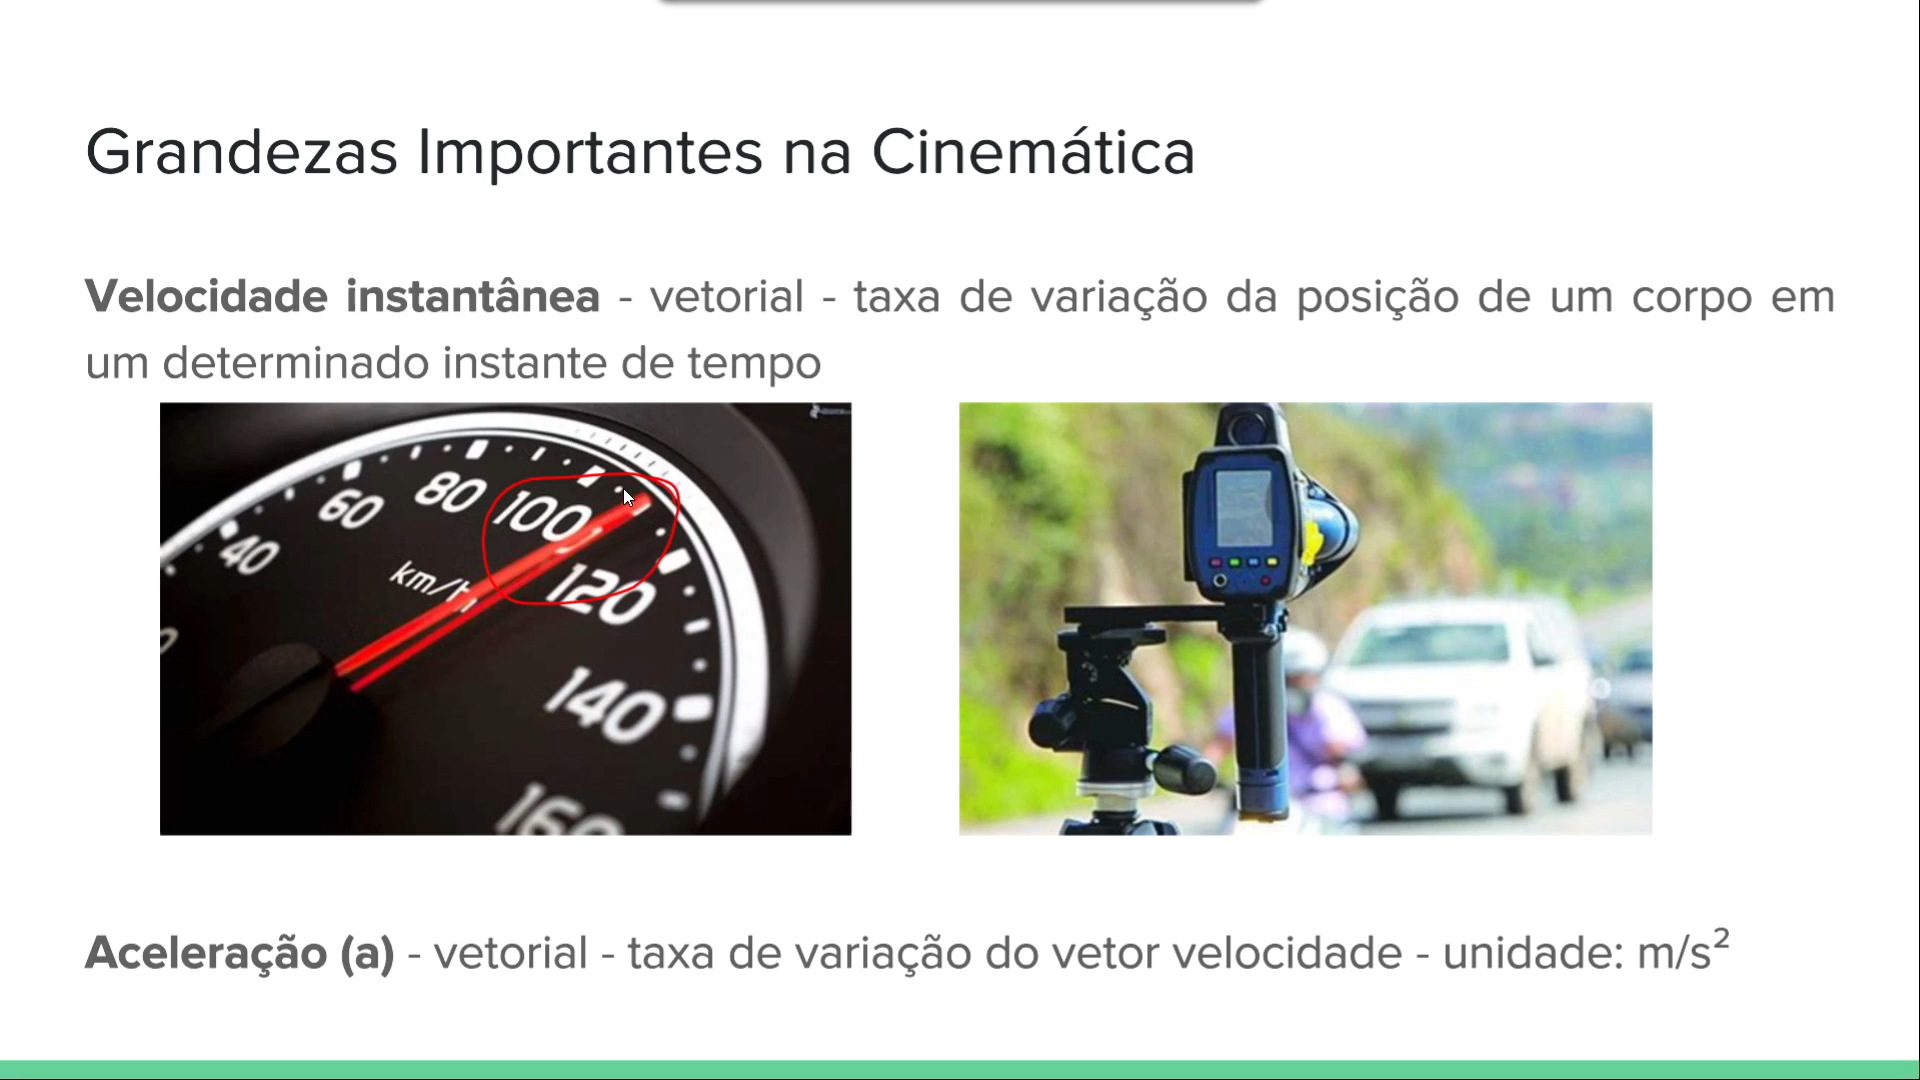 Grandezas Importantes na Cinemática
Velocidade instantânea - vetorial - taxa de variação da posição de um corpo em
um determinado instante de tempo
40
60
80
100
120
140
160
km/h
Aceleração (a) - vetorial - taxa de variação do vetor velocidade - unidade: m/s²